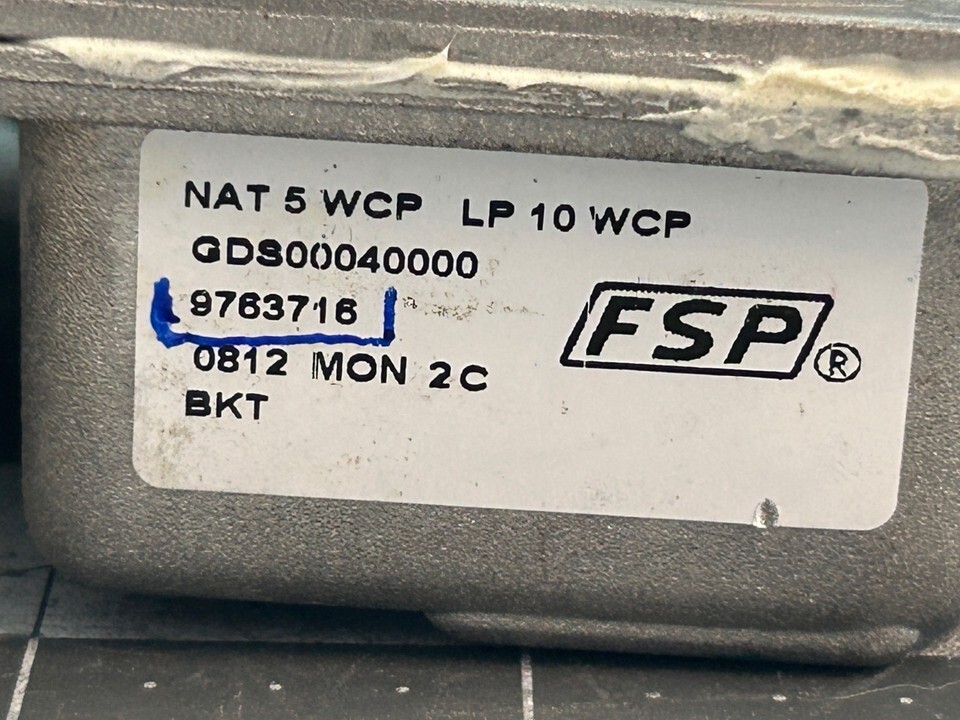 NAT 5 WCP LP 10 WCP
GDS00040000
9763716
0812 MON 2C
BKT
FSP®